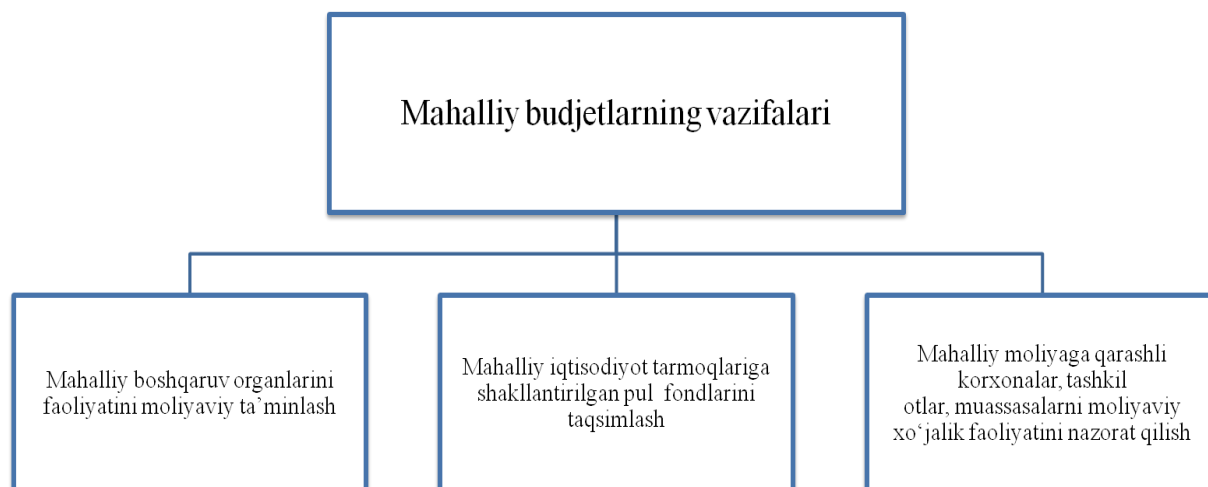 Mahalliy budjetlarning vazifalari
Mahalliy boshqaruv organlarini
faoliyatini moliyaviy ta’minlash
Mahalliy iqtisodiyot tarmoqlariga
shakllantirilgan pul fondlarini
taqsimlash
Mahalliy moliyaga qarashli
korxonalar, tashkil
otlar, muassasalarni moliyaviy
xo‘jalik faoliyatini nazorat qilish